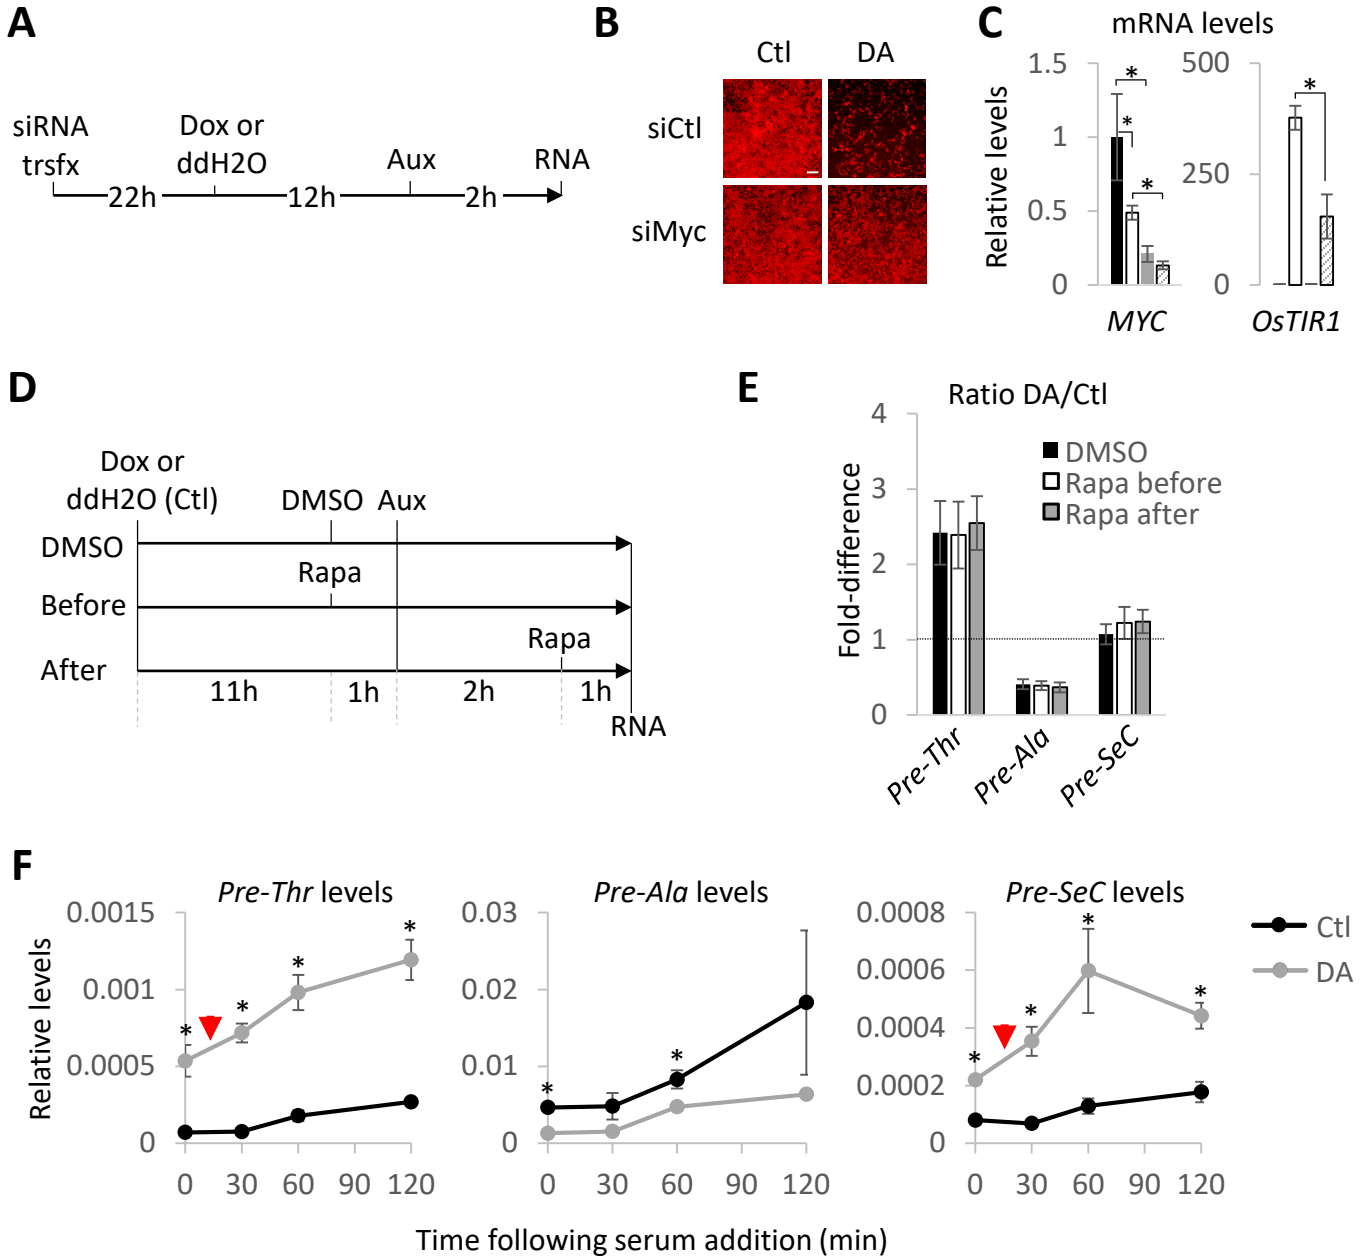 A
siRNA
trsfx
Dox or
ddH2O
Aux
RNA
22h
12h
2h
B
Ctl
DA
siCtl
siMyc
C
mRNA levels
Relative levels
1.5
1
0.5
0
*
*
*
MYC
500
250
0
*
OsTIR1
D
Dox or
ddH2O (Ctl)
DMSO
Aux
DMSO
Rapa
Before
Rapa
After
11h
1h
2h
1h
RNA
E
Ratio DA/Ctl
Fold-difference
4
3
2
1
0
DMSO
Rapa before
Rapa after
Pre-Thr
Pre-Ala
Pre-SeC
F
Relative levels
Pre-Thr levels
0.0015
0.001
0.0005
0
* * * *
0 30 60 90 120
Pre-Ala levels
0.03
0.02
0.01
0
* *
0 30 60 90 120
Pre-SeC levels
0.0008
0.0006
0.0004
0.0002
0
* * * *
0 30 60 90 120
Ctl
DA
Time following serum addition (min)